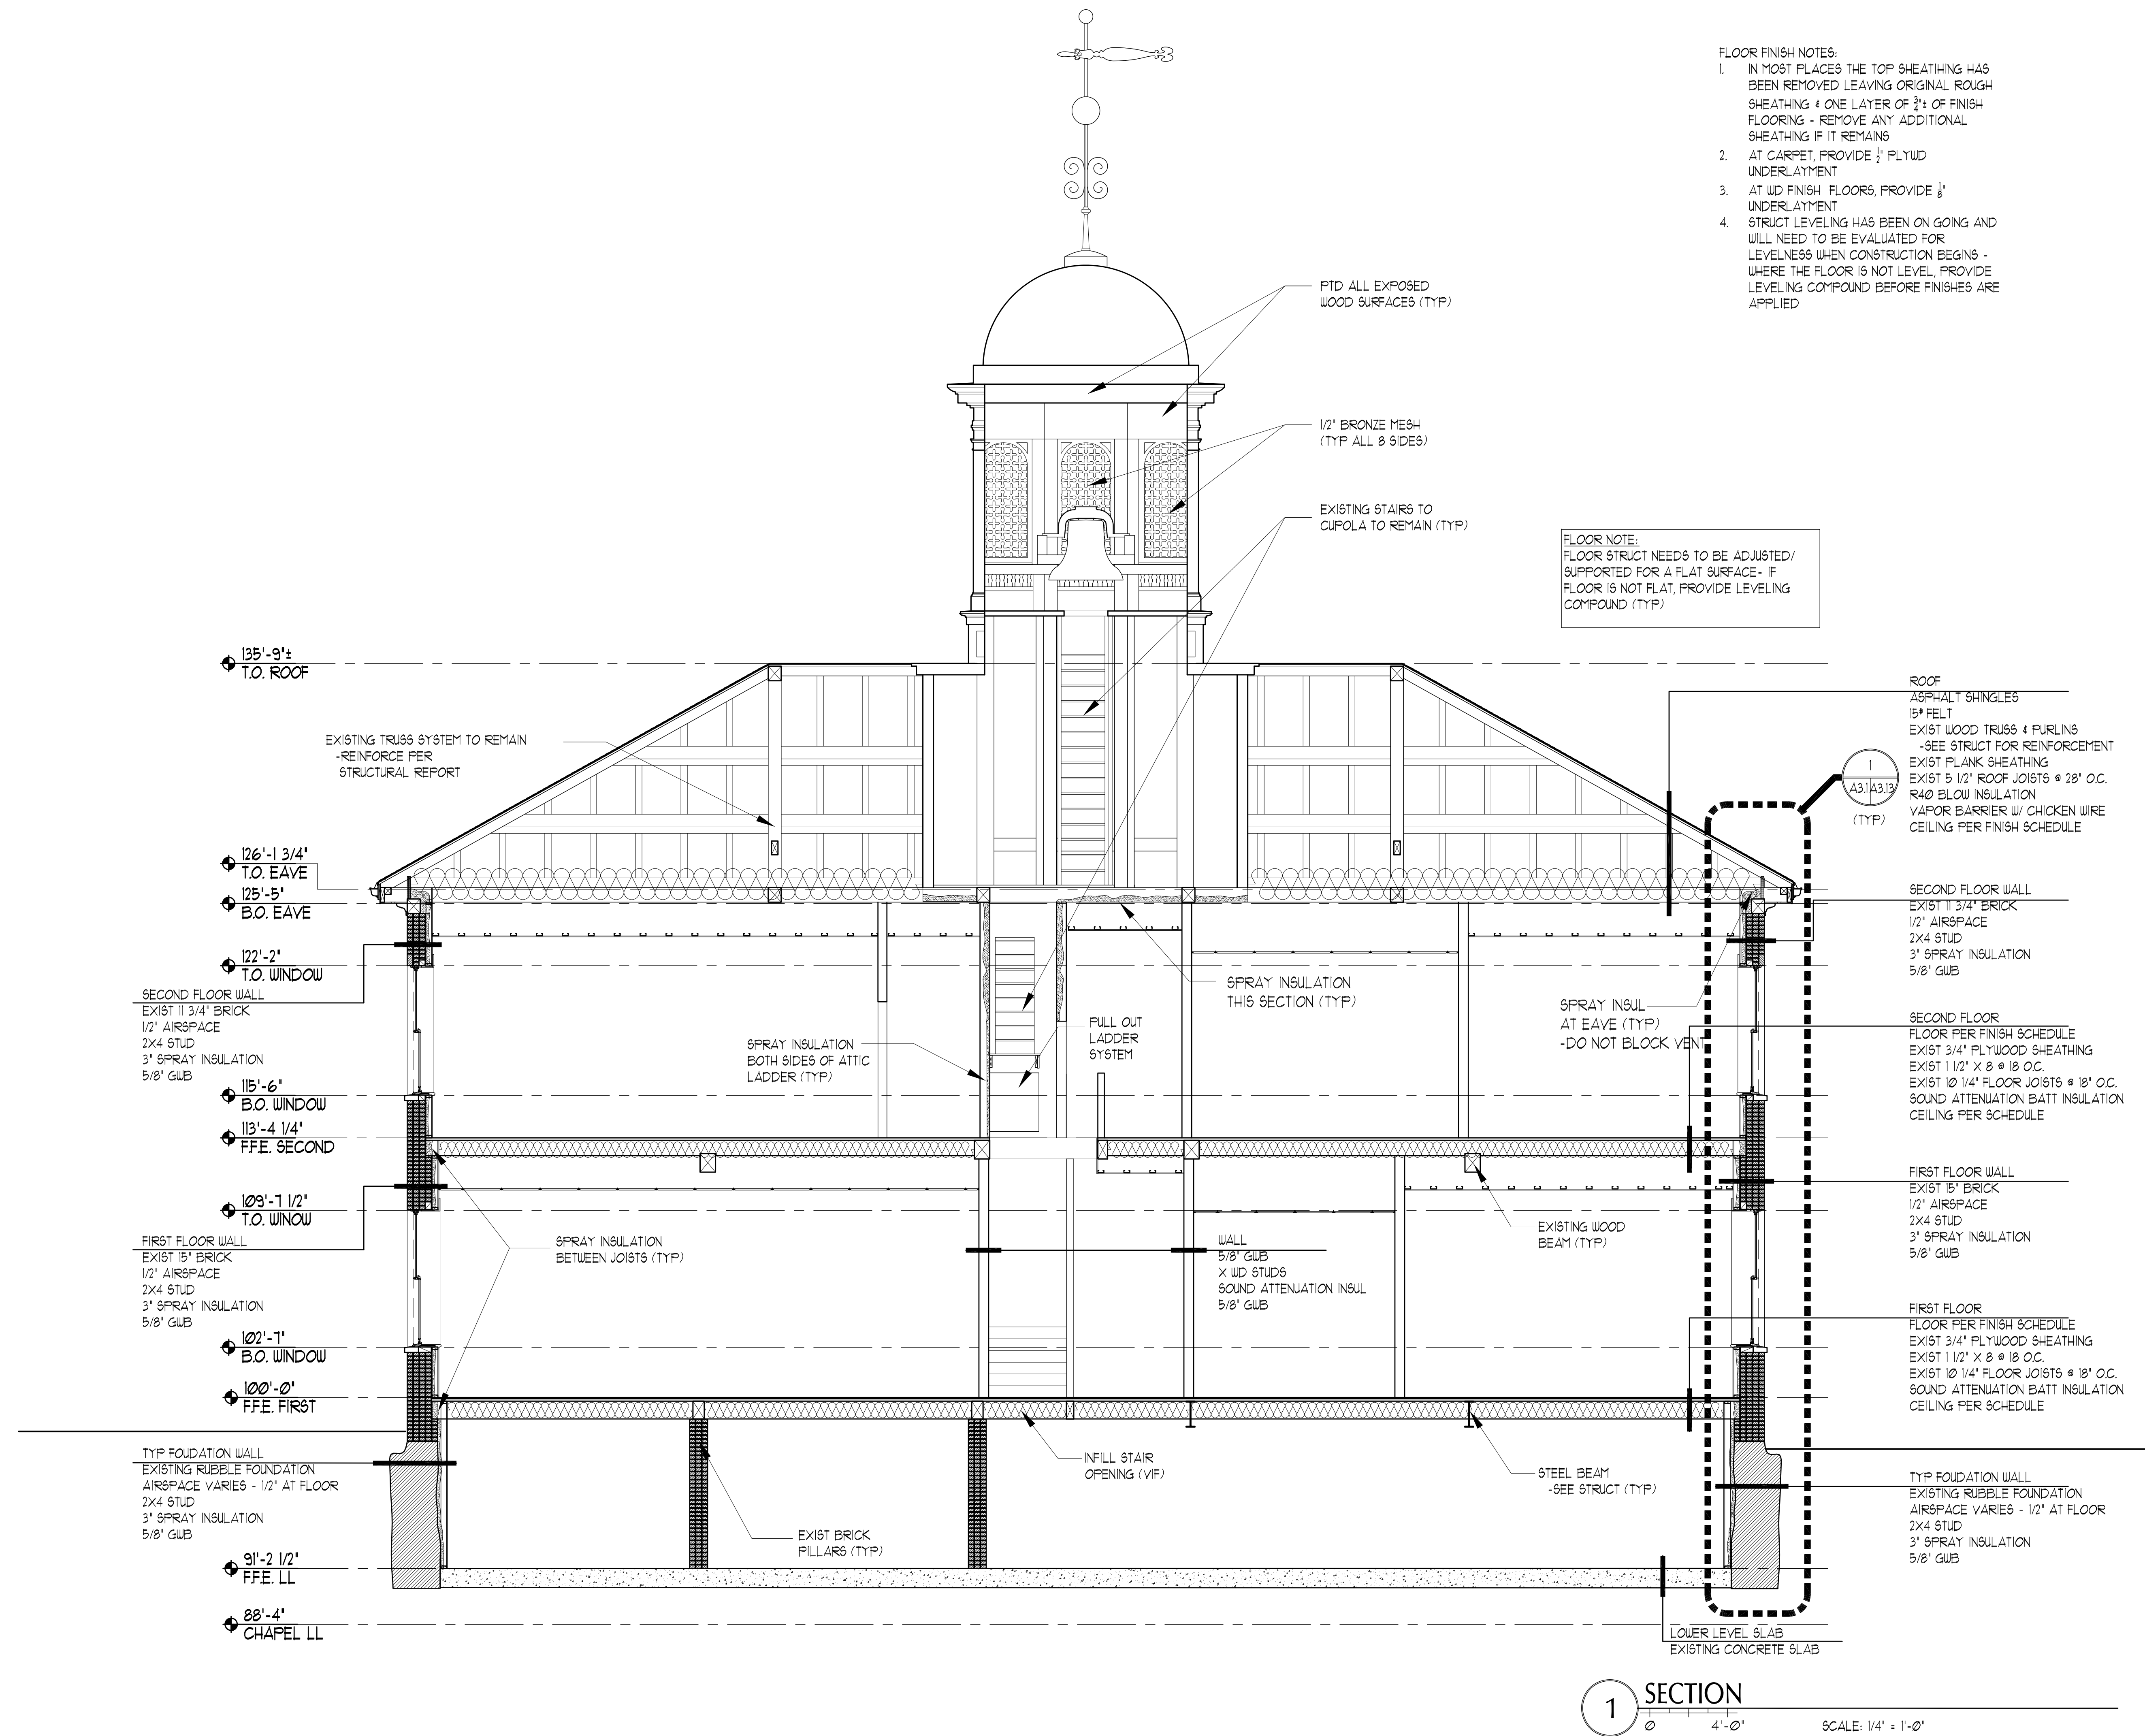 FLOOR FINISH NOTES:
1. IN MOST PLACES THE TOP SHEATIHING HAS
BEEN REMOVED LEAVING ORIGINAL ROUGH
SHEATHING & ONE LAYER OF 3/4"± OF FINISH
FLOORING - REMOVE ANY ADDITIONAL
SHEATHING IF IT REMAINS
2. AT CARPET, PROVIDE 1/2" PLYWD
UNDERLAYMENT
3. AT WD FINISH FLOORS, PROVIDE 1/8"
UNDERLAYMENT
4. STRUCT LEVELING HAS BEEN ON GOING AND
WILL NEED TO BE EVALUATED FOR
LEVELNESS WHEN CONSTRUCTION BEGINS -
WHERE THE FLOOR IS NOT LEVEL, PROVIDE
LEVELING COMPOUND BEFORE FINISHES ARE
APPLIED
PTD ALL EXPOSED
WOOD SURFACES (TYP)
1/2" BRONZE MESH
(TYP ALL 8 SIDES)
EXISTING STAIRS TO
CUPOLA TO REMAIN (TYP)
FLOOR NOTE:
FLOOR STRUCT NEEDS TO BE ADJUSTED/
SUPPORTED FOR A FLAT SURFACE- IF
FLOOR IS NOT FLAT, PROVIDE LEVELING
COMPOUND (TYP)
135'-9"±
T.O. ROOF
EXISTING TRUSS SYSTEM TO REMAIN
-REINFORCE PER
STRUCTURAL REPORT
126'-1 3/4"
T.O. EAVE
125'-5"
B.O. EAVE
122'-2"
T.O. WINDOW
SECOND FLOOR WALL
EXIST 11 3/4" BRICK
1/2" AIRSPACE
2X4 STUD
3" SPRAY INSULATION
5/8" GWB
115'-6"
B.O. WINDOW
113'-4 1/4"
F.F.E. SECOND
109'-7 1/2"
T.O. WINOW
FIRST FLOOR WALL
EXIST 15" BRICK
1/2" AIRSPACE
2X4 STUD
3" SPRAY INSULATION
5/8" GWB
102'-7"
B.O. WINDOW
100'-0"
F.F.E. FIRST
TYP FOUDATION WALL
EXISTING RUBBLE FOUNDATION
AIRSPACE VARIES - 1/2" AT FLOOR
2X4 STUD
3" SPRAY INSULATION
5/8" GWB
91'-2 1/2"
F.F.E. LL
88'-4"
CHAPEL LL
SPRAY INSULATION
BOTH SIDES OF ATTIC
LADDER (TYP)
PULL OUT
LADDER
SYSTEM
SPRAY INSULATION
THIS SECTION (TYP)
SPRAY INSUL
AT EAVE (TYP)
-DO NOT BLOCK VENT
SPRAY INSULATION
BETWEEN JOISTS (TYP)
WALL
5/8" GWB
X WD STUDS
SOUND ATTENUATION INSUL
5/8" GWB
EXISTING WOOD
BEAM (TYP)
INFILL STAIR
OPENING (VIF)
STEEL BEAM
-SEE STRUCT (TYP)
EXIST BRICK
PILLARS (TYP)
ROOF
ASPHALT SHINGLES
15# FELT
EXIST WOOD TRUSS & PURLINS
-SEE STRUCT FOR REINFORCEMENT
EXIST PLANK SHEATHING
EXIST 5 1/2" ROOF JOISTS @ 28" O.C.
R40 BLOW INSULATION
VAPOR BARRIER W/ CHICKEN WIRE
CEILING PER FINISH SCHEDULE
1
A3.1 A3.13
(TYP)
SECOND FLOOR WALL
EXIST 11 3/4" BRICK
1/2" AIRSPACE
2X4 STUD
3" SPRAY INSULATION
5/8" GWB
SECOND FLOOR
FLOOR PER FINISH SCHEDULE
EXIST 3/4" PLYWOOD SHEATHING
EXIST 1 1/2" X 8 @ 18 O.C.
EXIST 10 1/4" FLOOR JOISTS @ 18" O.C.
SOUND ATTENUATION BATT INSULATION
CEILING PER SCHEDULE
FIRST FLOOR WALL
EXIST 15" BRICK
1/2" AIRSPACE
2X4 STUD
3" SPRAY INSULATION
5/8" GWB
FIRST FLOOR
FLOOR PER FINISH SCHEDULE
EXIST 3/4" PLYWOOD SHEATHING
EXIST 1 1/2" X 8 @ 18 O.C.
EXIST 10 1/4" FLOOR JOISTS @ 18" O.C.
SOUND ATTENUATION BATT INSULATION
CEILING PER SCHEDULE
TYP FOUDATION WALL
EXISTING RUBBLE FOUNDATION
AIRSPACE VARIES - 1/2" AT FLOOR
2X4 STUD
3" SPRAY INSULATION
5/8" GWB
LOWER LEVEL SLAB
EXISTING CONCRETE SLAB
1 SECTION
0 4'-0" SCALE: 1/4" = 1'-0"